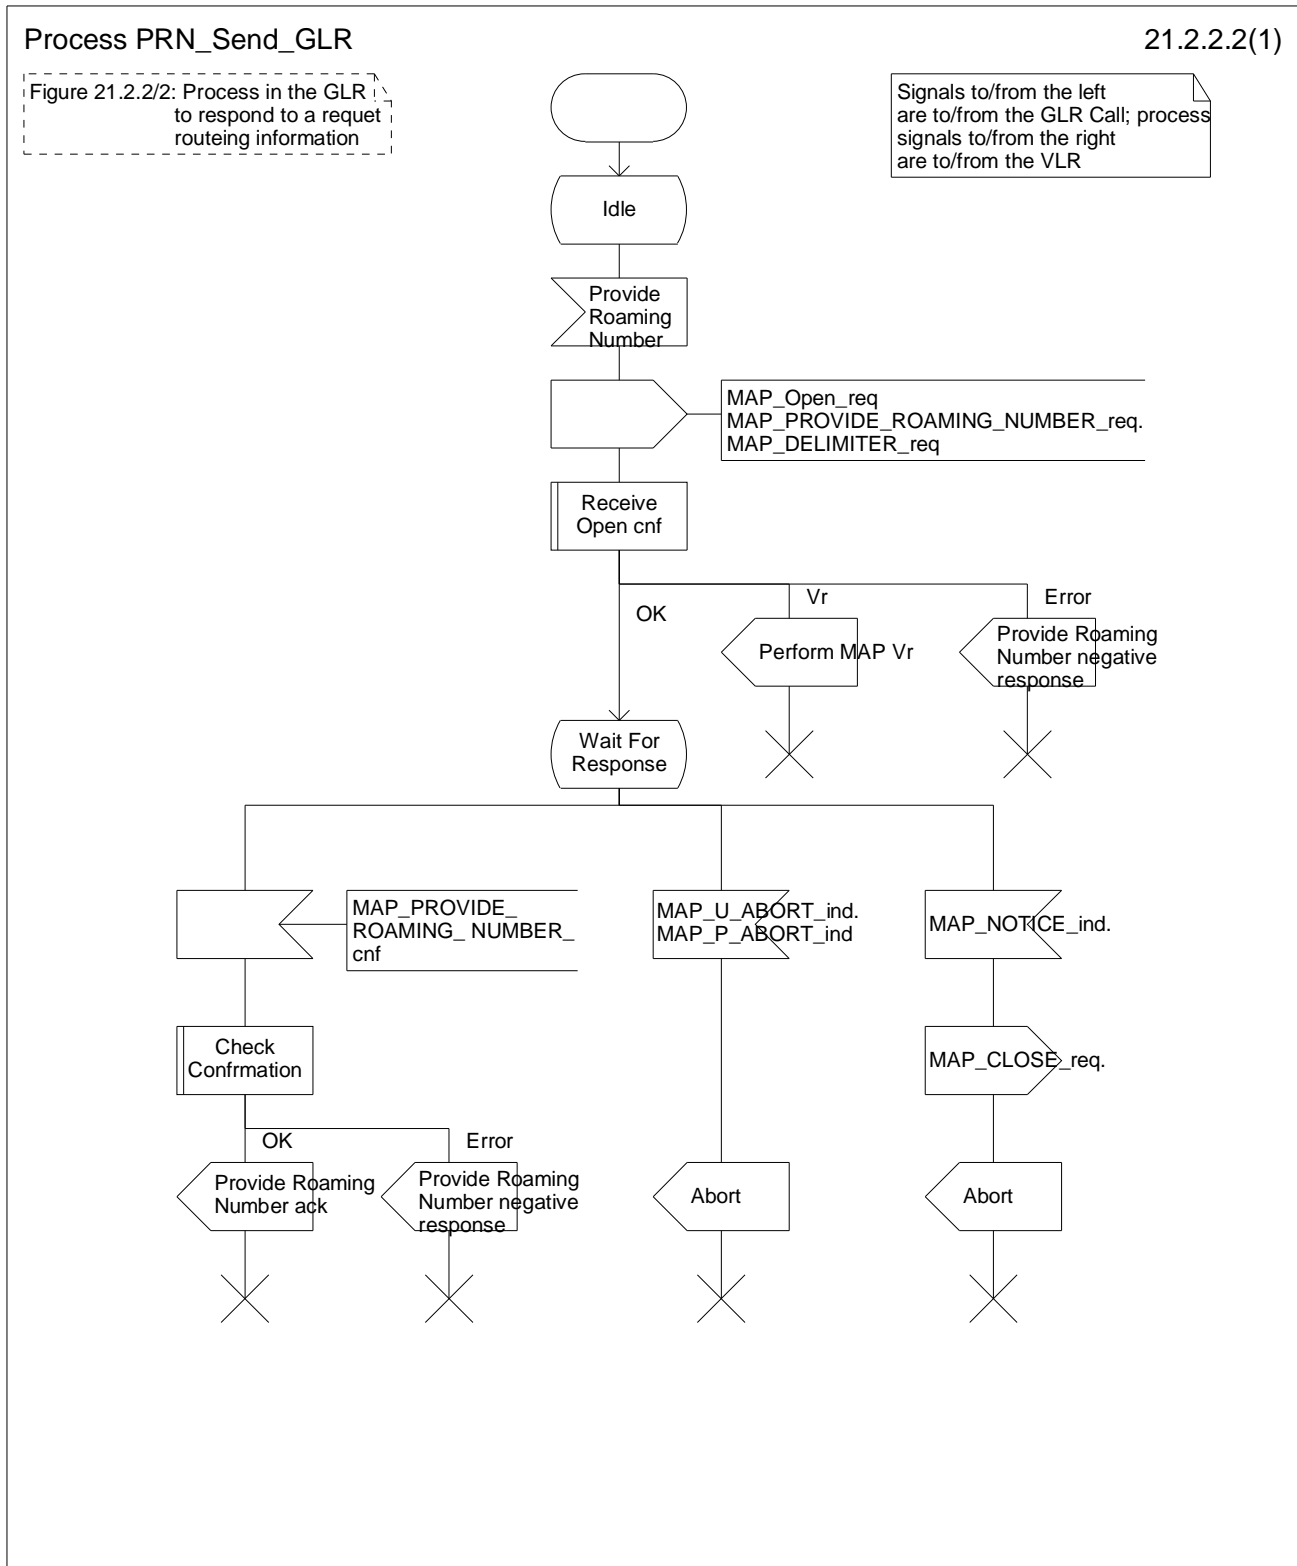 Process PRN_Send_GLR
21.2.2.2(1)
Figure 21.2.2/2: Process in the GLR
to respond to a requet
routeing information
Signals to/from the left
are to/from the GLR Call; process
signals to/from the right
are to/from the VLR
Idle
Provide
Roaming
Number
MAP_Open_req
MAP_PROVIDE_ROAMING_NUMBER_req.
MAP_DELIMITER_req
Receive
Open cnf
OK
Vr
Error
Perform MAP Vr
Provide Roaming
Number negative
response
Wait For
Response
MAP_PROVIDE_
ROAMING_ NUMBER_
cnf
MAP_U_ABORT_ind.
MAP_P_ABORT_ind
MAP_NOTICE_ind.
Check
Confrmation
MAP_CLOSE_req.
OK
Error
Provide Roaming
Number ack
Provide Roaming
Number negative
response
Abort
Abort